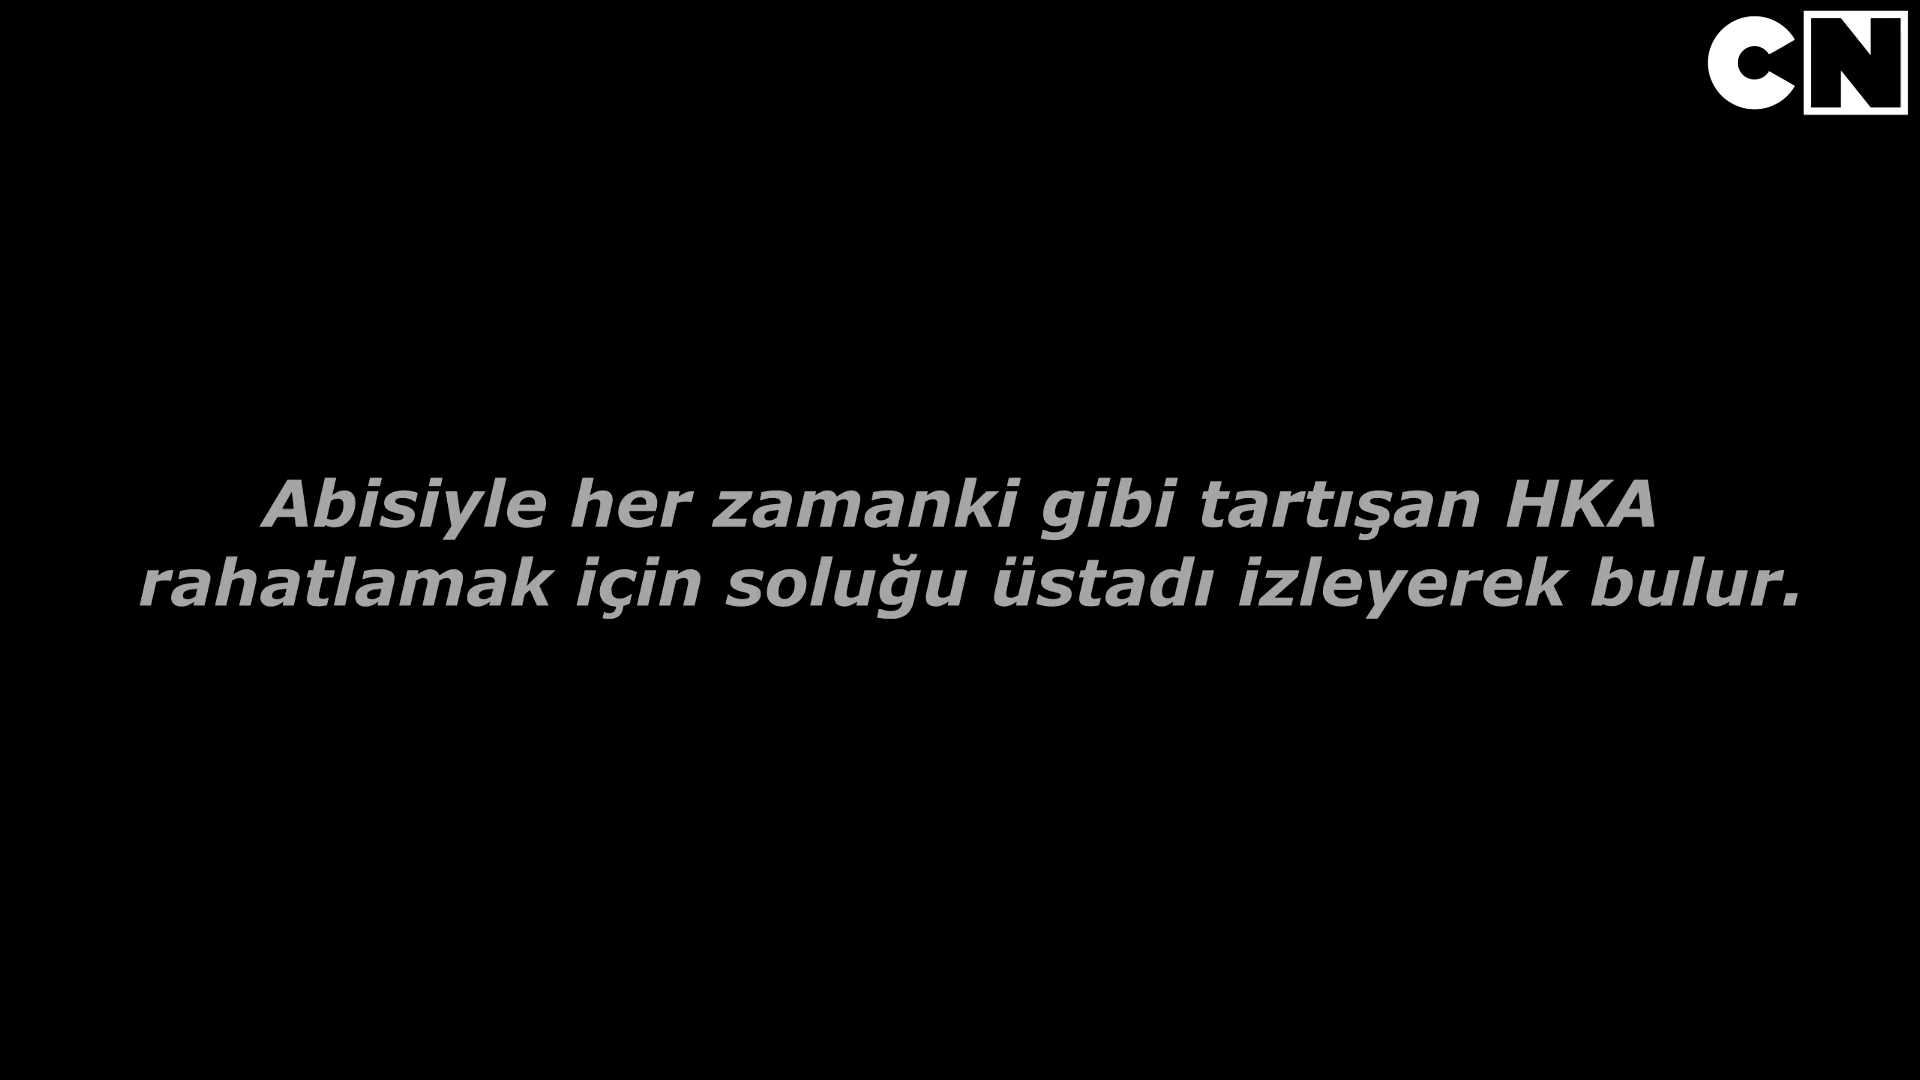 CN
Abisiyle her zamanki gibi tartışan HKA
rahatlamak için soluğu üstadı izleyerek bulur.